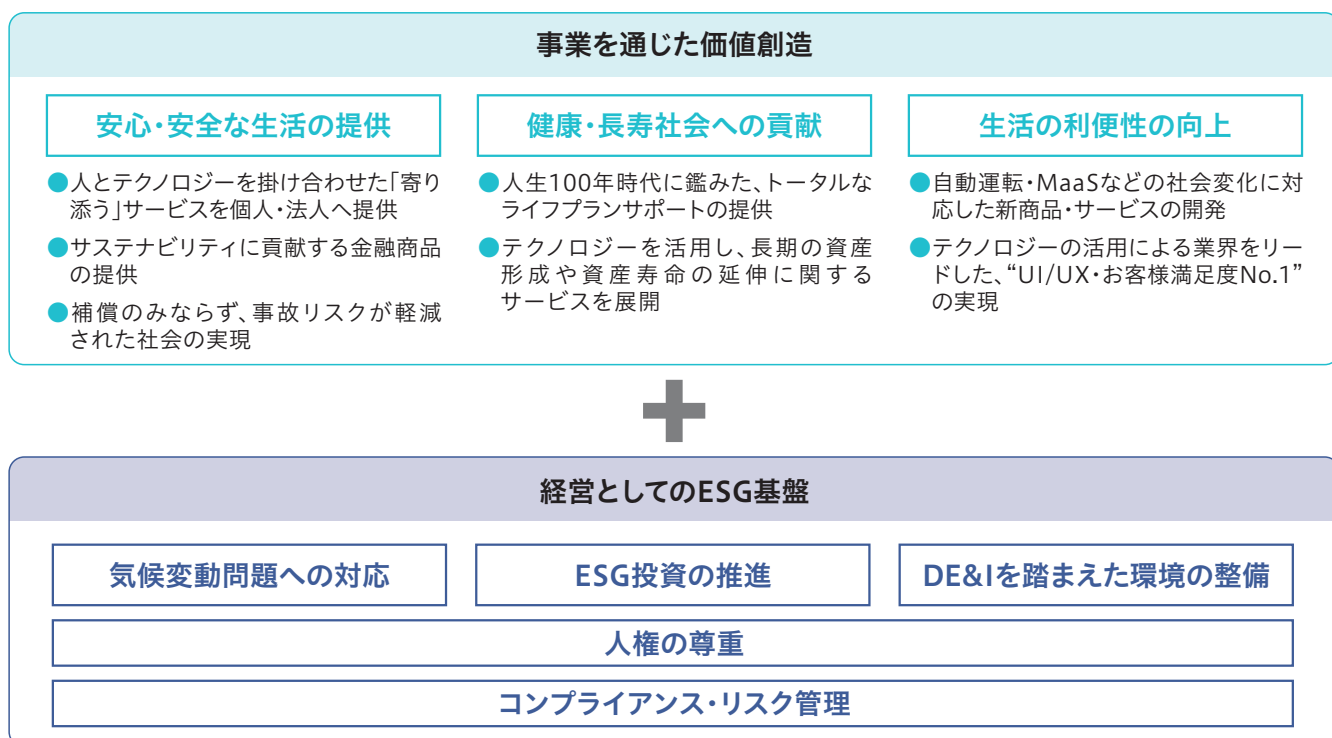 事業を通じた価値創造
安心・安全な生活の提供
●人とテクノロジーを掛け合わせた「寄り
添う」サービスを個人・法人へ提供
●サステナビリティに貢献する金融商品
の提供
●補償のみならず、事故リスクが軽減
された社会の実現
健康・長寿社会への貢献
●人生100年時代に鑑みた、トータルな
ライフプランサポートの提供
●テクノロジーを活用し、長期の資産
形成や資産寿命の延伸に関する
サービスを展開
生活の利便性の向上
●自動運転・MaaSなどの社会変化に対
応した新商品・サービスの開発
●テクノロジーの活用による業界をリー
ドした、“UI/UX・お客様満足度No.1”
の実現
経営としてのESG基盤
気候変動問題への対応
ESG投資の推進
DE&Iを踏まえた環境の整備
人権の尊重
コンプライアンス・リスク管理